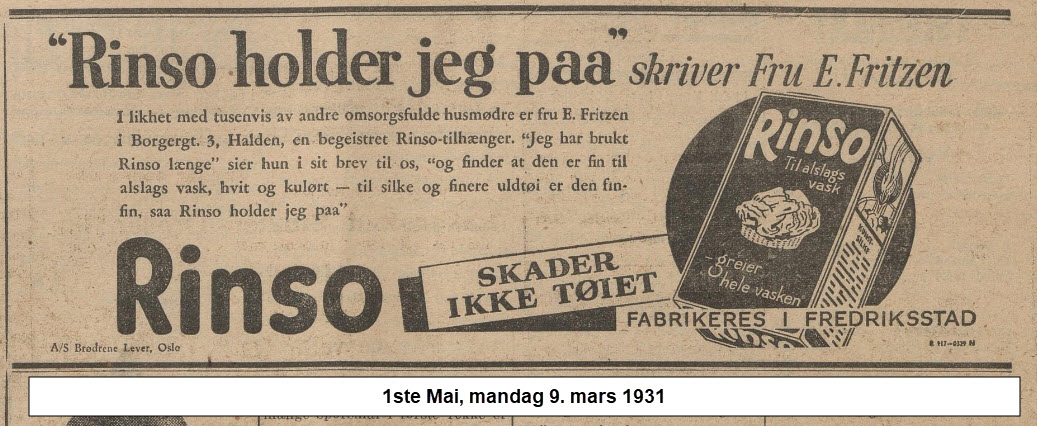 “Rinso holder jeg paa” skriver Fru E. Fritzen
I likhet med tusenvis av andre omsorgsfulde husmødre er fru E. Fritzen
i Borgergt. 3, Halden, en begeistret Rinso-tilhænger. “Jeg har brukt
Rinso længe” sier hun i sit brev til os, “og finder at den er fin til
alslags vask, hvit og kulørt — til silke og finere uldtøi er den fin-
fin, saa Rinso holder jeg paa”
Rinso
Til alslags
vask
-greier
hele vasken
Rinso
SKADER
IKKE TØIET
FABRIKERES I FREDRIKSSTAD
A/S Brødrene Lever, Oslo
R 117-0329 N
1ste Mai, mandag 9. mars 1931